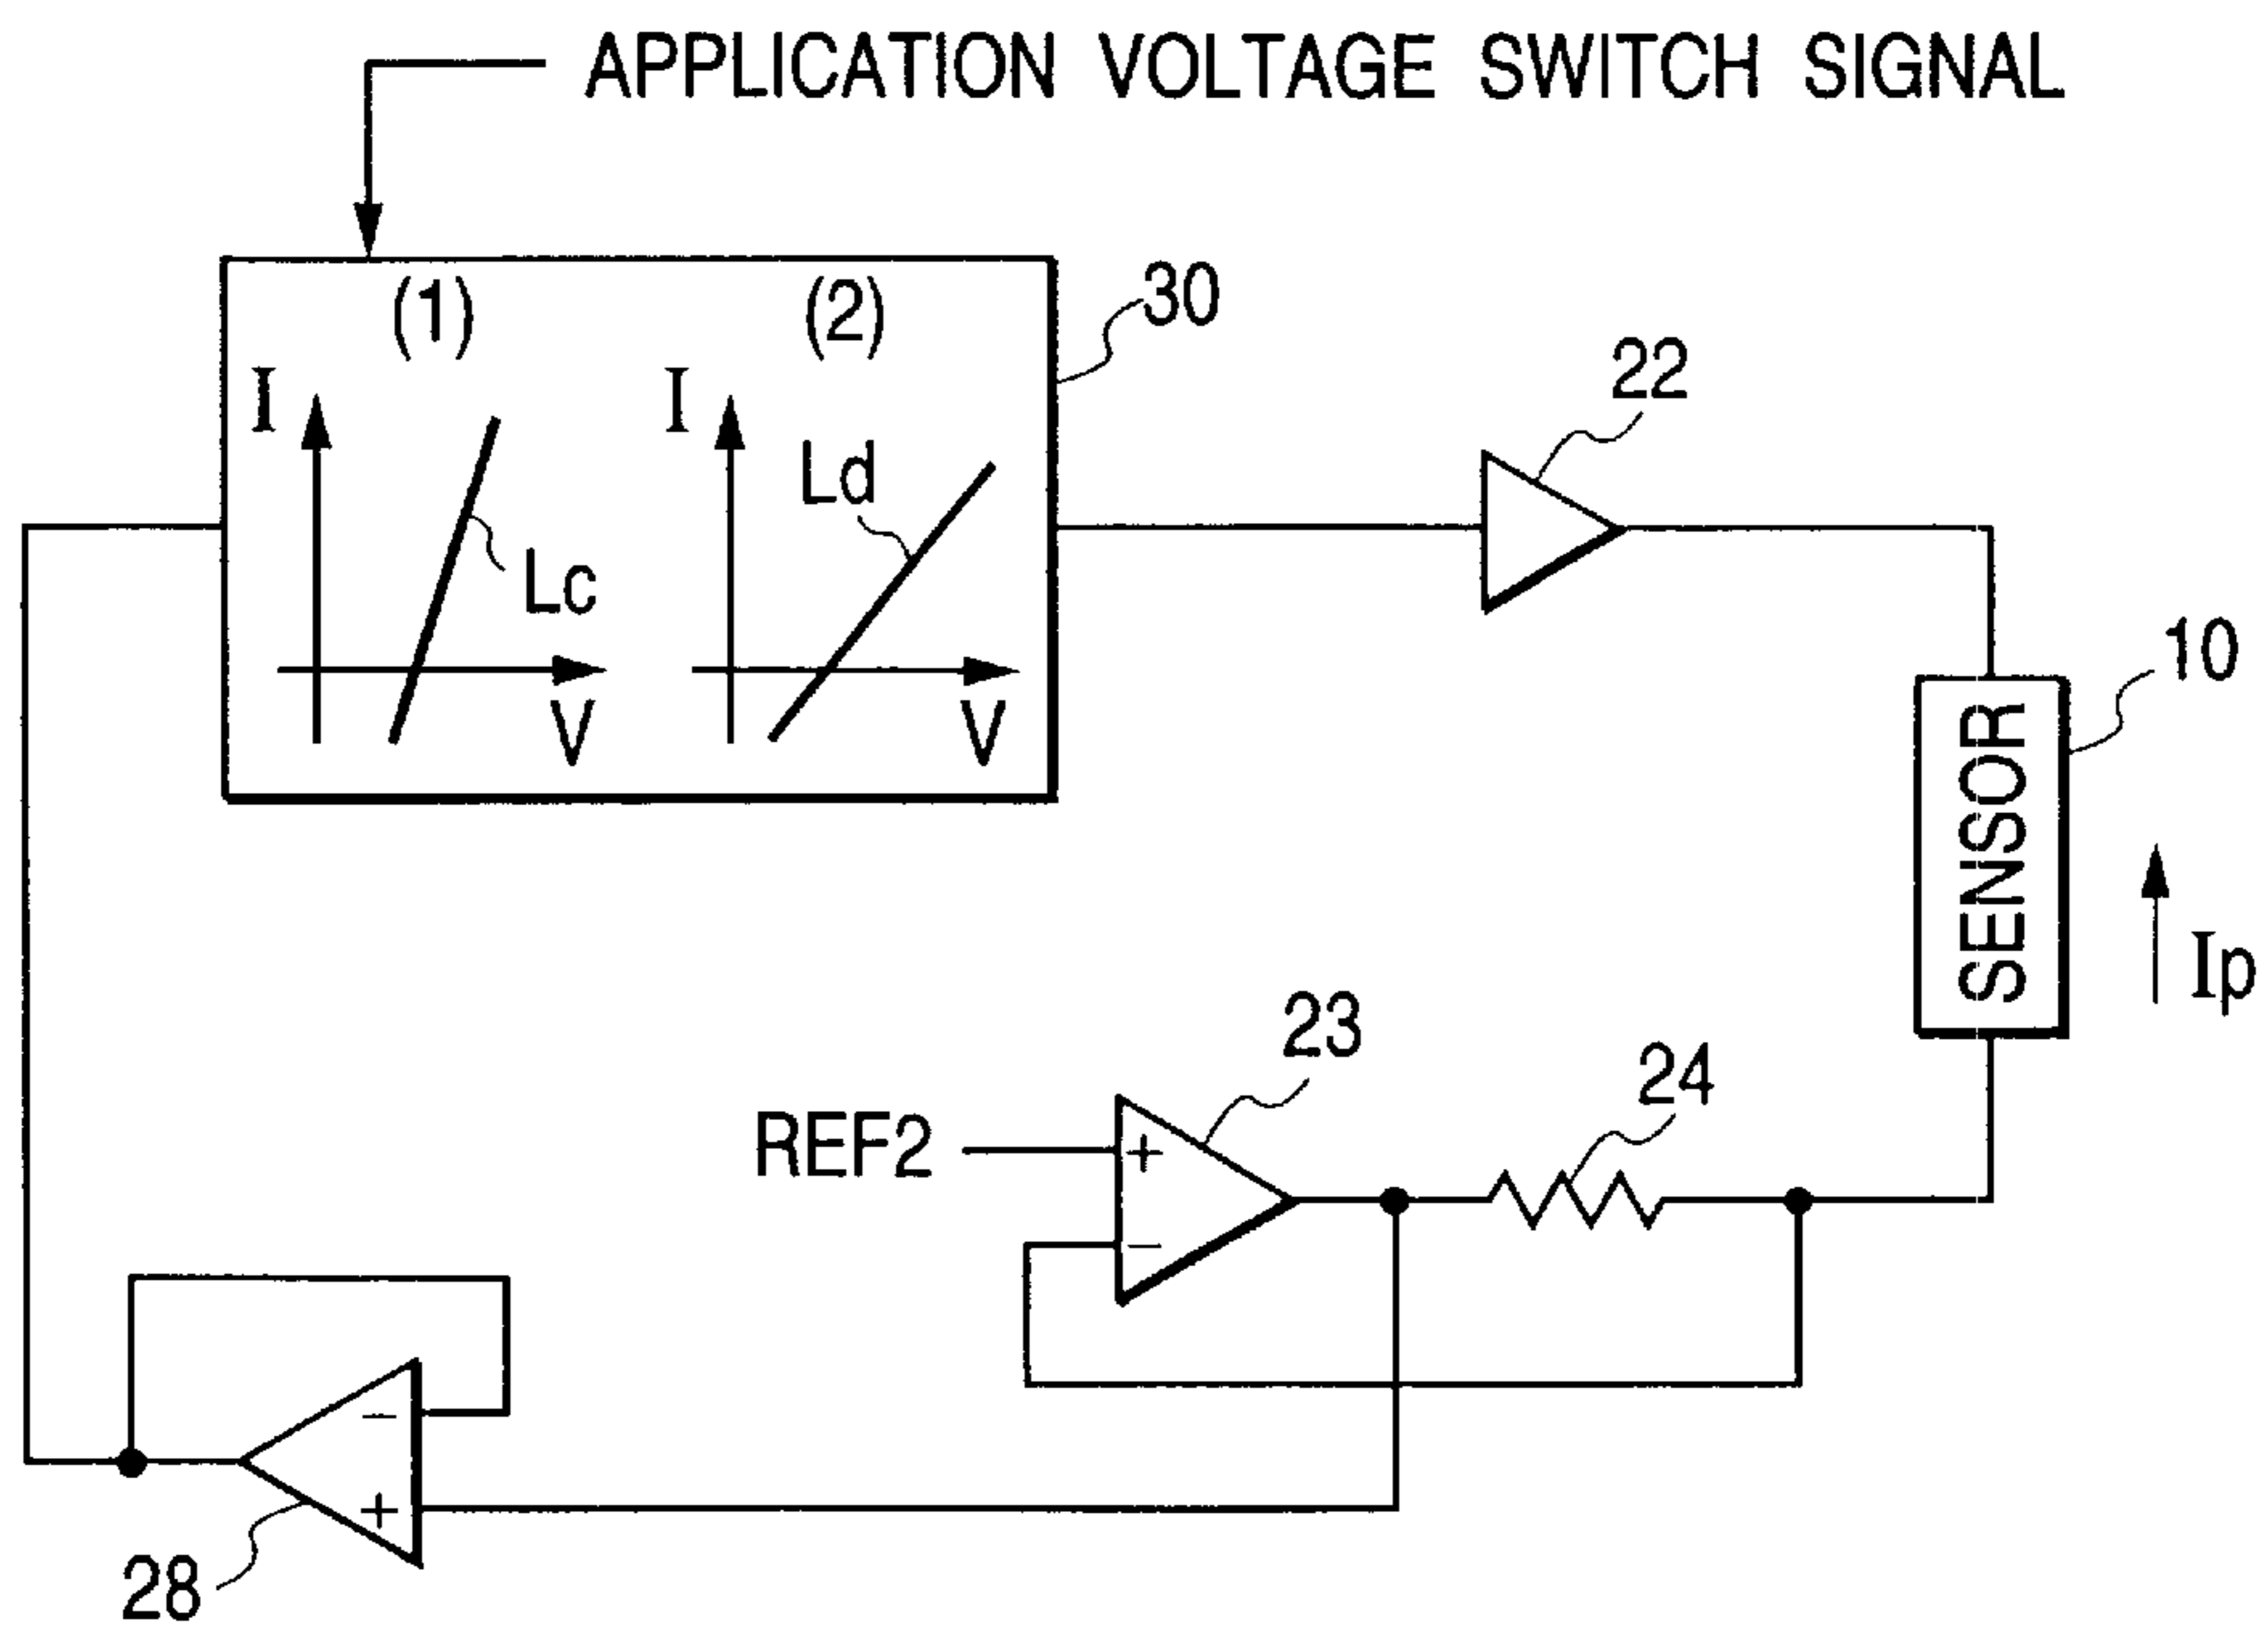 APPLICATION VOLTAGE SWITCH SIGNAL
(1)
(2)
30
I
I
22
Ld
Lc
10
V
V
SENSOR
Ip
23
24
REF2
+
−
−
+
28